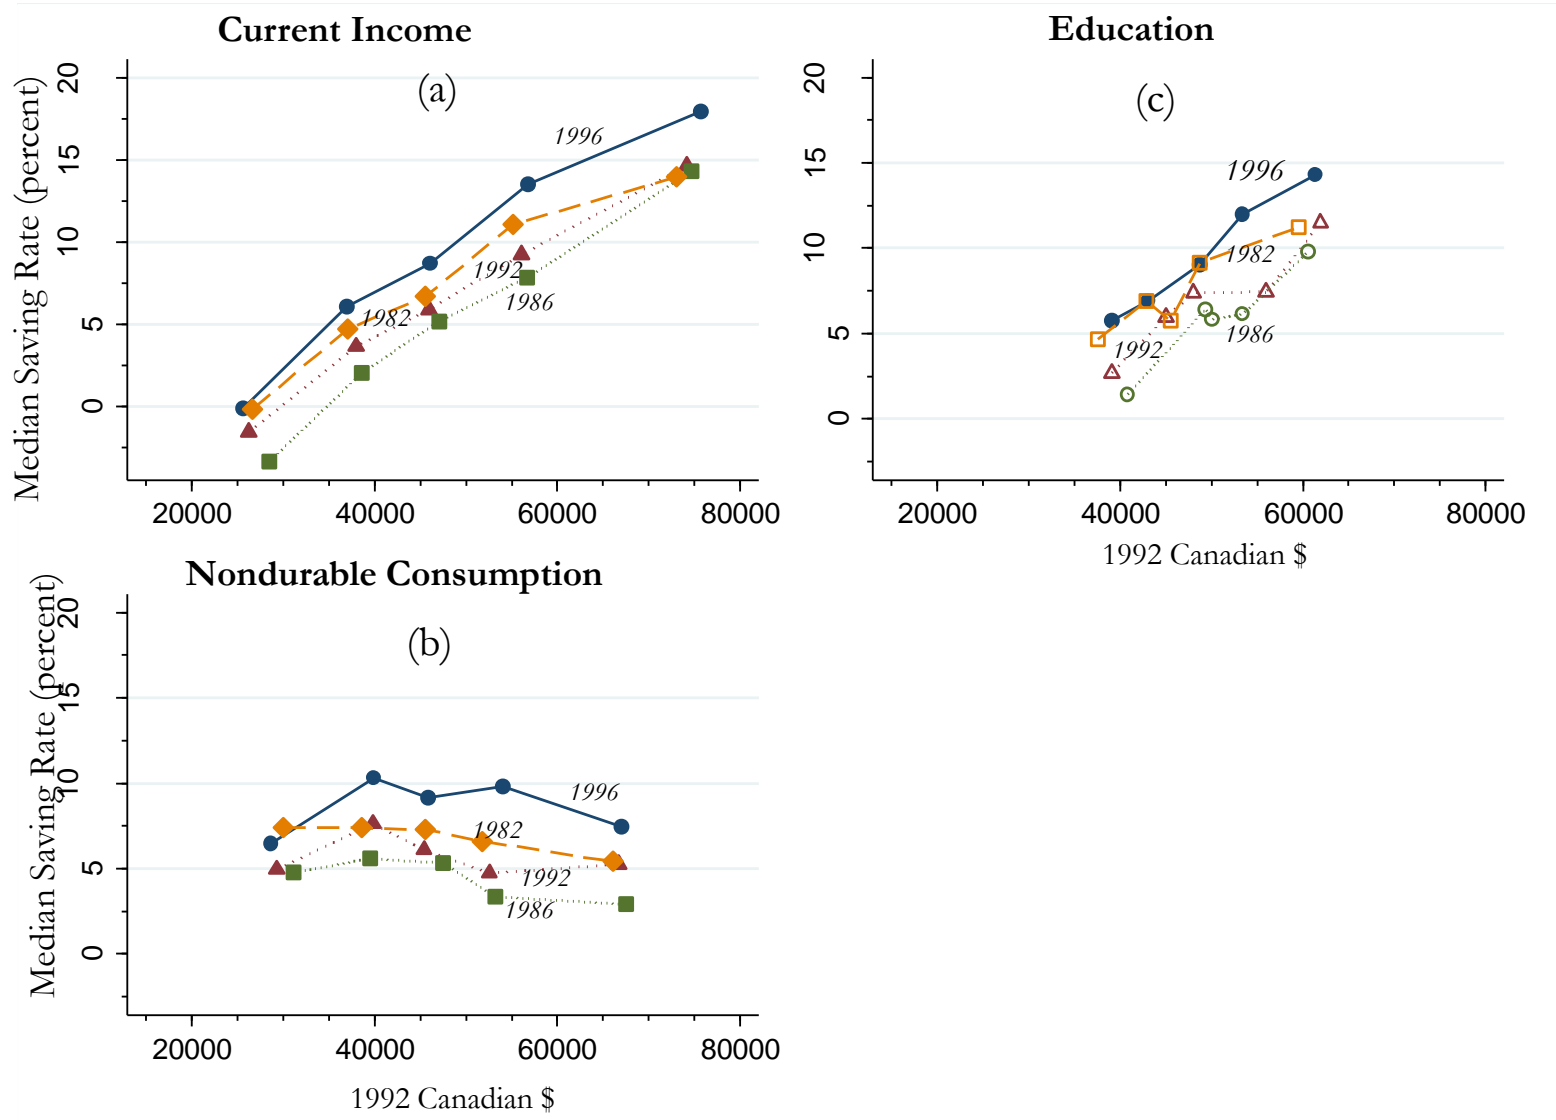 Current Income
(a)
Median Saving Rate (percent)
20
15
10
5
0
1996
1982
1992
1986
20000 40000 60000 80000
Education
(c)
20
15
10
5
0
1996
1982
1992
1986
20000 40000 60000 80000
1992 Canadian $
Nondurable Consumption
(b)
Median Saving Rate (percent)
20
15
10
5
0
1996
1982
1992
1986
20000 40000 60000 80000
1992 Canadian $